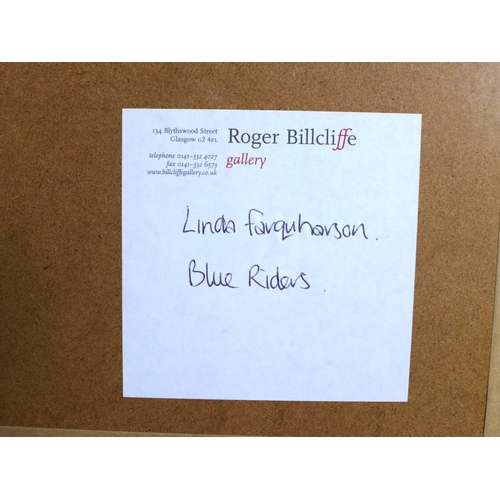 134 Blythswood Street
Glasgow G2 4EL
Roger Billcliffe
telephone 0141-332 4027
gallery
fax 0141-332 6573
www.billcliffegallery.co.uk
Linda Farquharson.
Blue Riders.